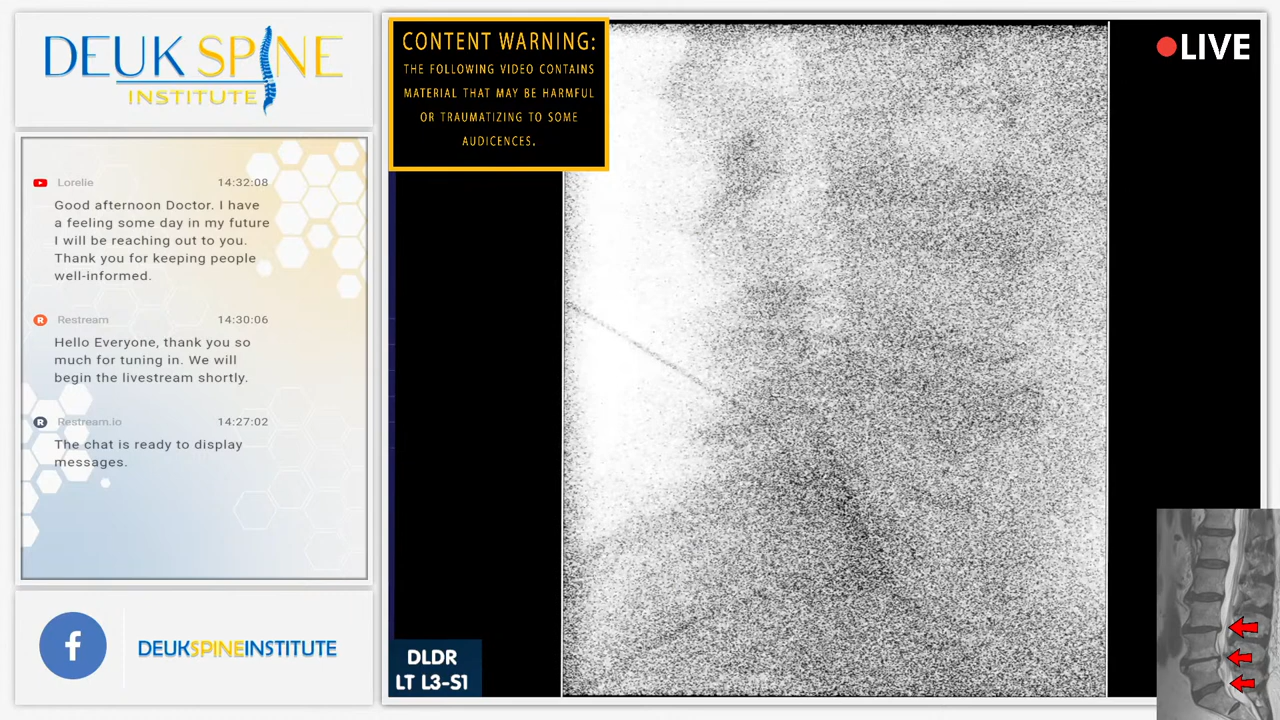 DEUK SPINE
INSTITUTE
Lorelie 14:32:08
Good afternoon Doctor. I have
a feeling some day in my future
I will be reaching out to you.
Thank you for keeping people
well-informed.
Restream 14:30:06
Hello Everyone, thank you so
much for tuning in. We will
begin the livestream shortly.
Restream.io 14:27:02
The chat is ready to display
messages.
DEUKSPINEINSTITUTE
CONTENT WARNING:
THE FOLLOWING VIDEO CONTAINS
MATERIAL THAT MAY BE HARMFUL
OR TRAUMATIZING TO SOME
AUDICENCES.
LIVE
DLDR
LT L3-S1